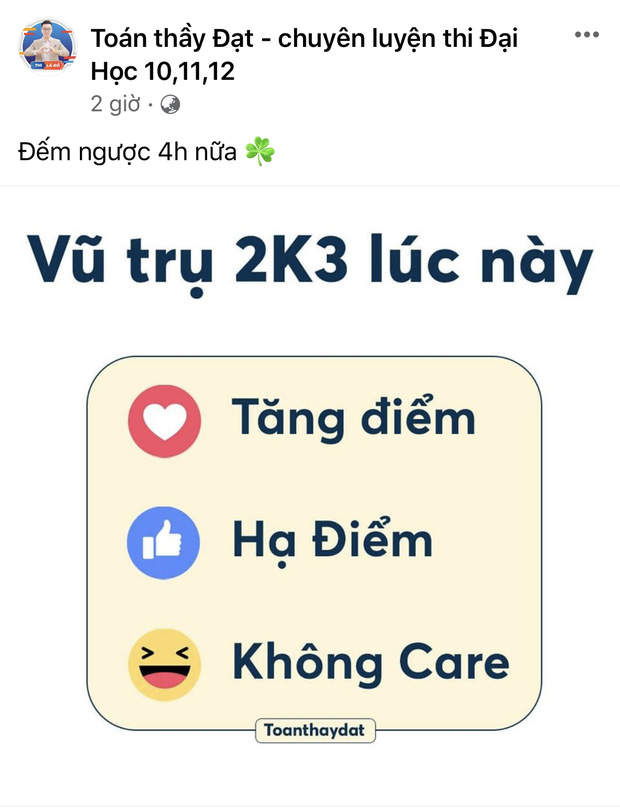 Toán thầy Đạt - chuyên luyện thi Đại
Học 10,11,12
2 giờ ·
Đếm ngược 4h nữa
Vũ trụ 2K3 lúc này
Tăng điểm
Hạ Điểm
Không Care
Toanthaydat